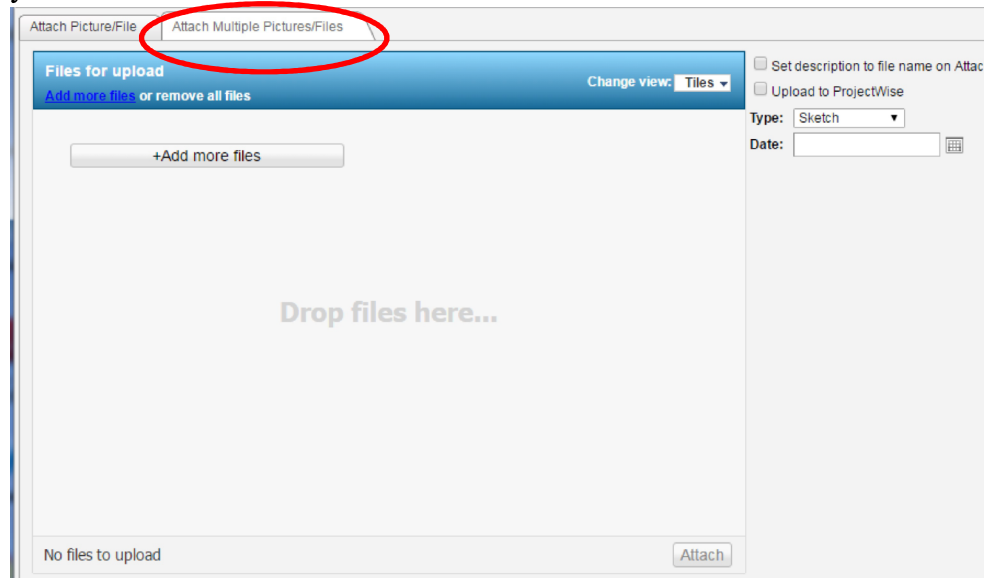 Attach Picture/File
Attach Multiple Pictures/Files
Files for upload
Add more files or remove all files
Change view: Tiles
Set description to file name on Attac
Upload to ProjectWise
Type: Sketch
Date:
+Add more files
Drop files here...
No files to upload
Attach